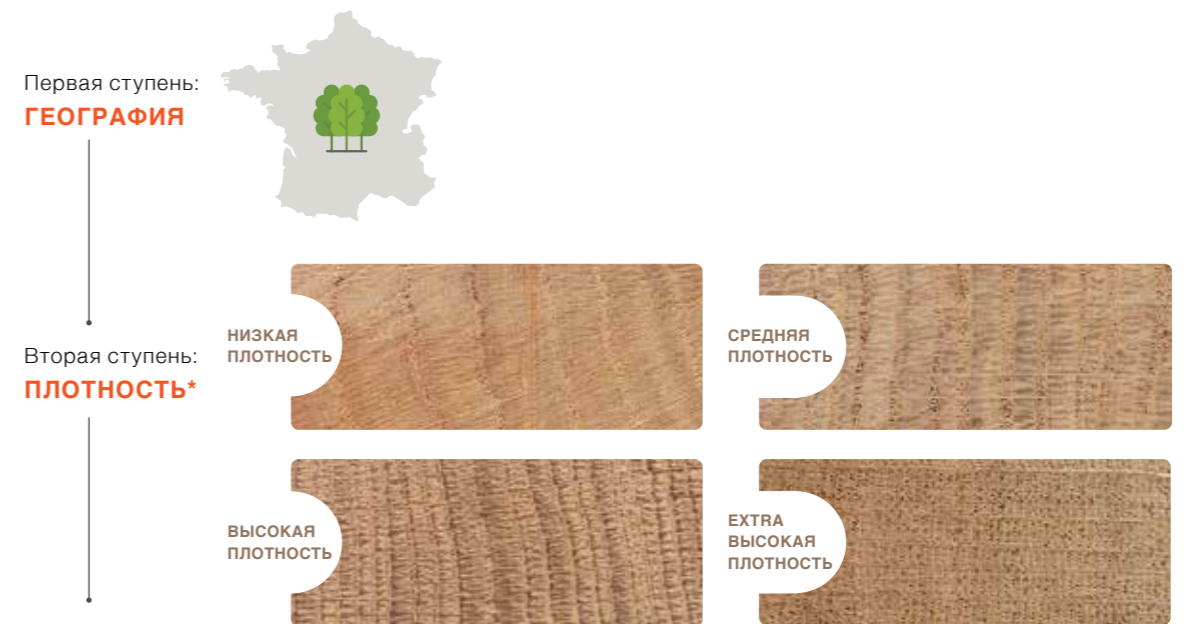 Первая ступень:
ГЕОГРАФИЯ
Вторая ступень:
ПЛОТНОСТЬ*
НИЗКАЯ
ПЛОТНОСТЬ
СРЕДНЯЯ
ПЛОТНОСТЬ
ВЫСОКАЯ
ПЛОТНОСТЬ
EXTRA
ВЫСОКАЯ
ПЛОТНОСТЬ